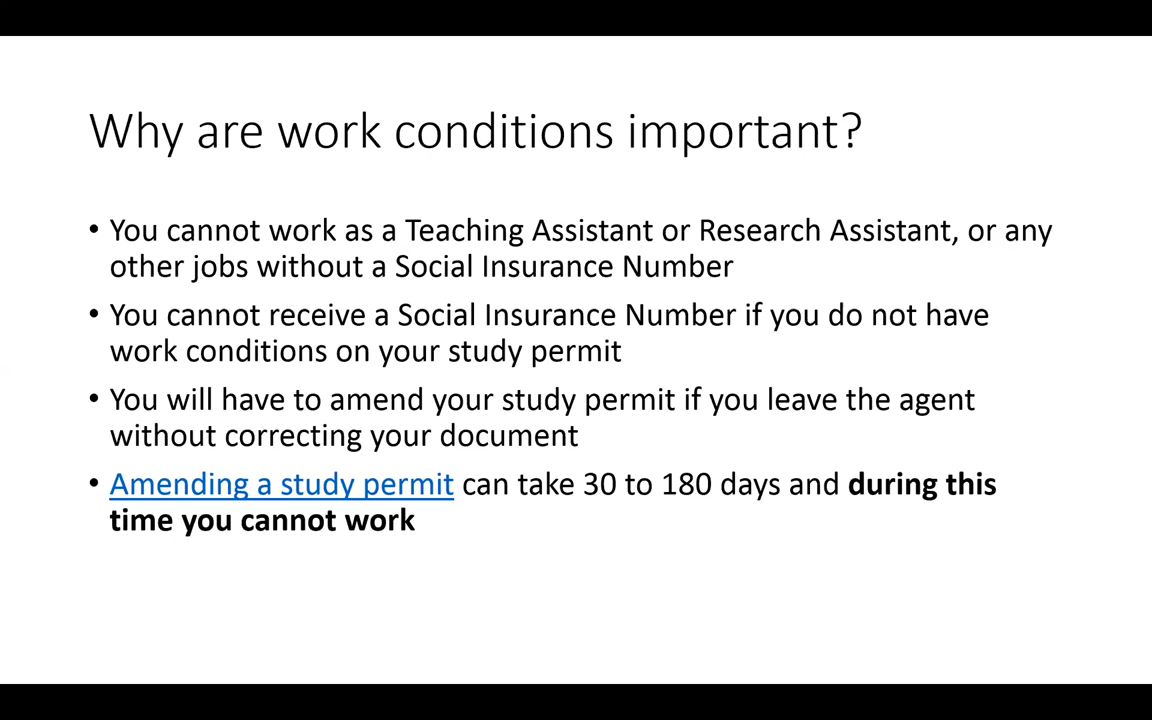 Why are work conditions important?
• You cannot work as a Teaching Assistant or Research Assistant, or any
other jobs without a Social Insurance Number
• You cannot receive a Social Insurance Number if you do not have
work conditions on your study permit
• You will have to amend your study permit if you leave the agent
without correcting your document
• Amending a study permit can take 30 to 180 days and during this
time you cannot work